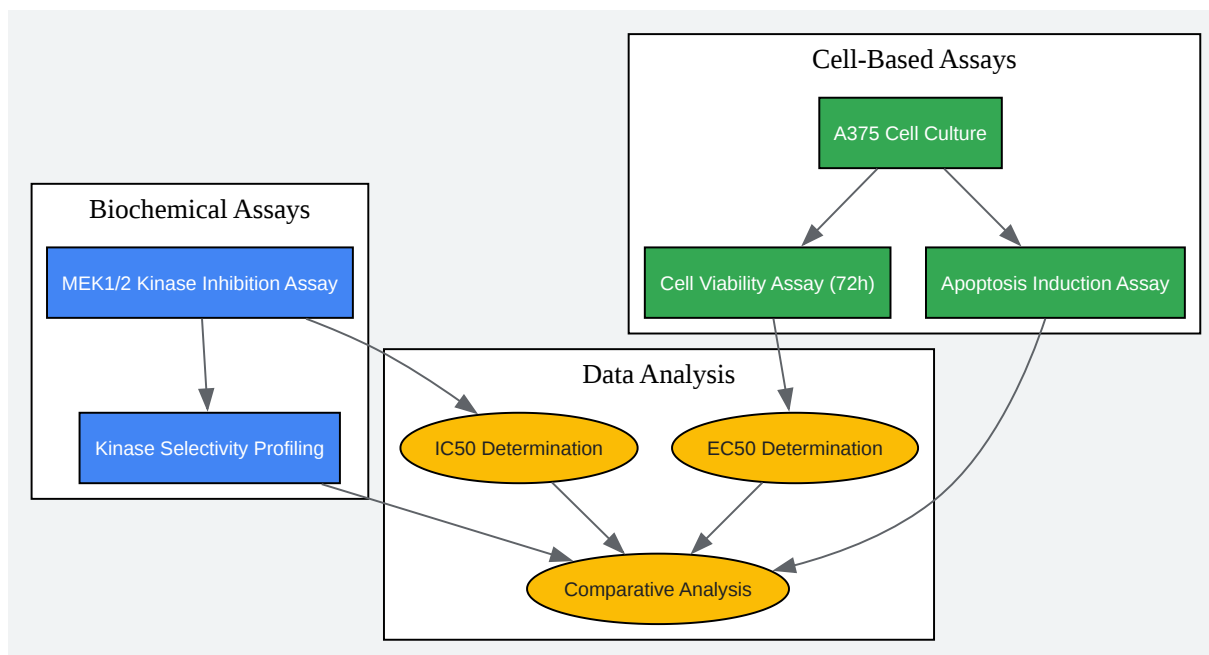 Cell-Based Assays
A375 Cell Culture
Biochemical Assays
MEK1/2 Kinase Inhibition Assay
Cell Viability Assay (72h)
Apoptosis Induction Assay
Data Analysis
Kinase Selectivity Profiling
IC50 Determination
EC50 Determination
Comparative Analysis